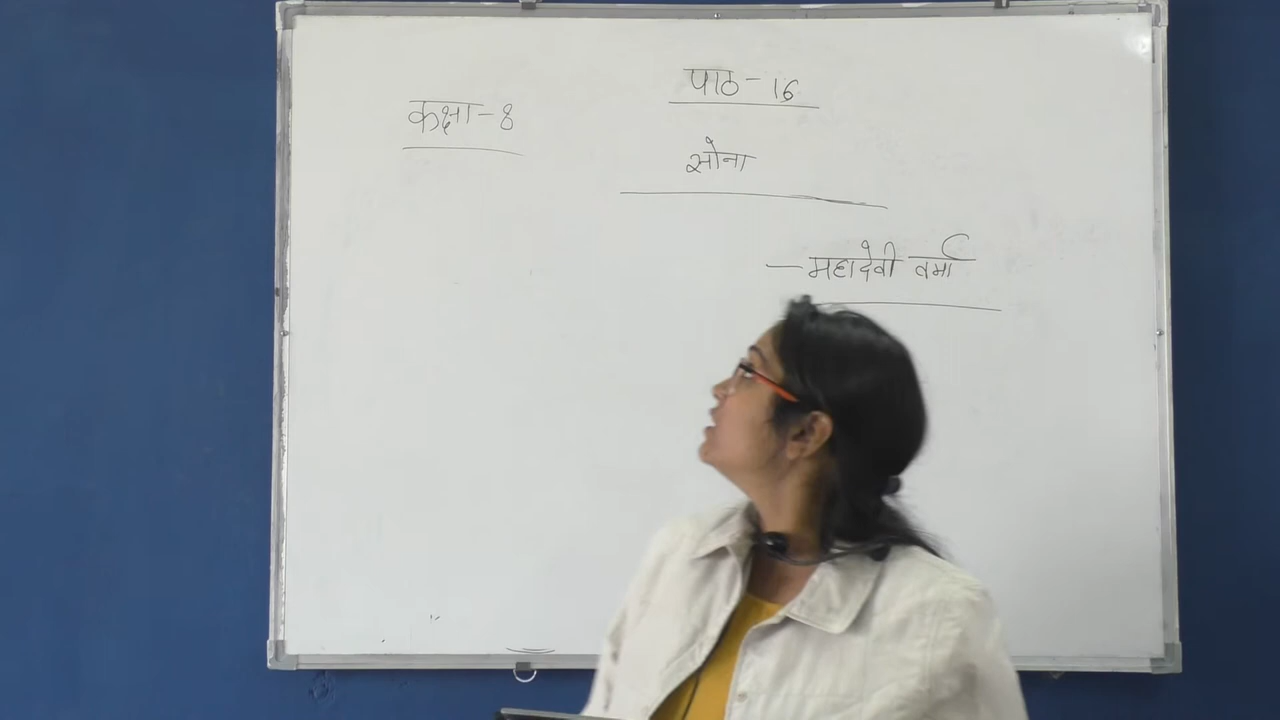 पाठ - 16
कक्षा - 8
सोना
— महादेवी वर्मा